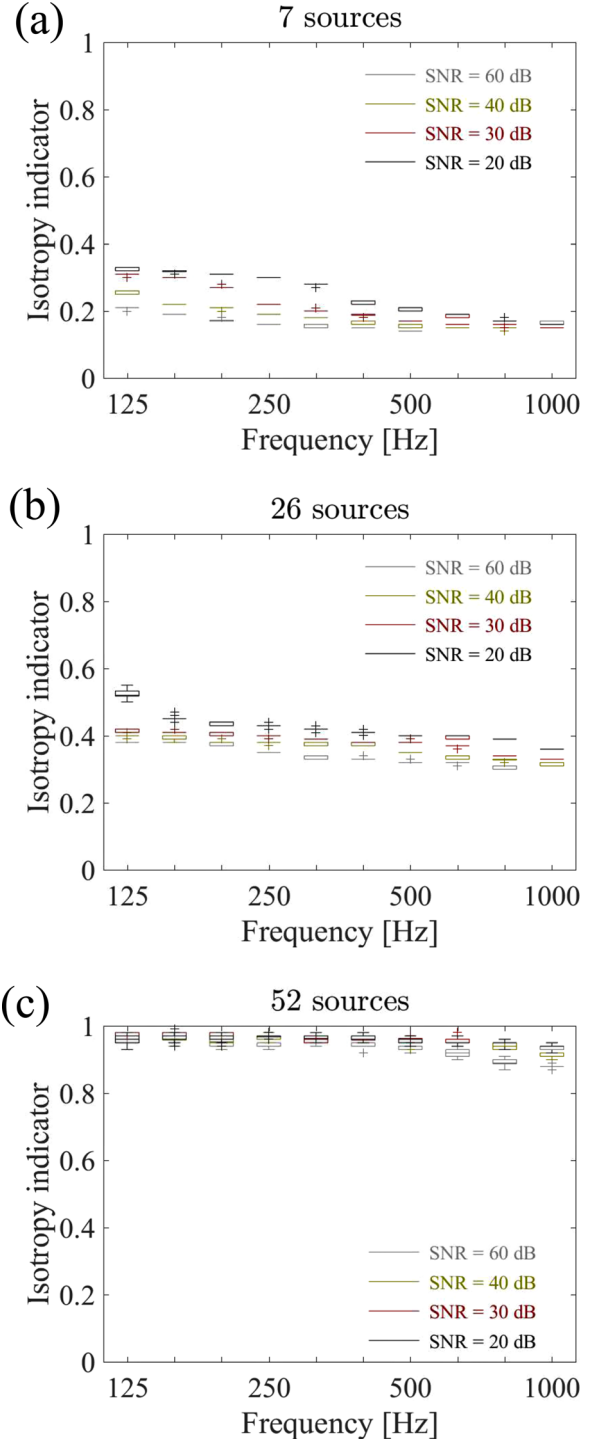 (a)
7 sources
1
0.8
0.6
0.4
0.2
0
Isotropy indicator
SNR = 60 dB
SNR = 40 dB
SNR = 30 dB
SNR = 20 dB
125 250 500 1000
Frequency [Hz]
(b)
26 sources
1
0.8
0.6
0.4
0.2
0
Isotropy indicator
SNR = 60 dB
SNR = 40 dB
SNR = 30 dB
SNR = 20 dB
125 250 500 1000
Frequency [Hz]
(c)
52 sources
1
0.8
0.6
0.4
0.2
0
Isotropy indicator
SNR = 60 dB
SNR = 40 dB
SNR = 30 dB
SNR = 20 dB
125 250 500 1000
Frequency [Hz]